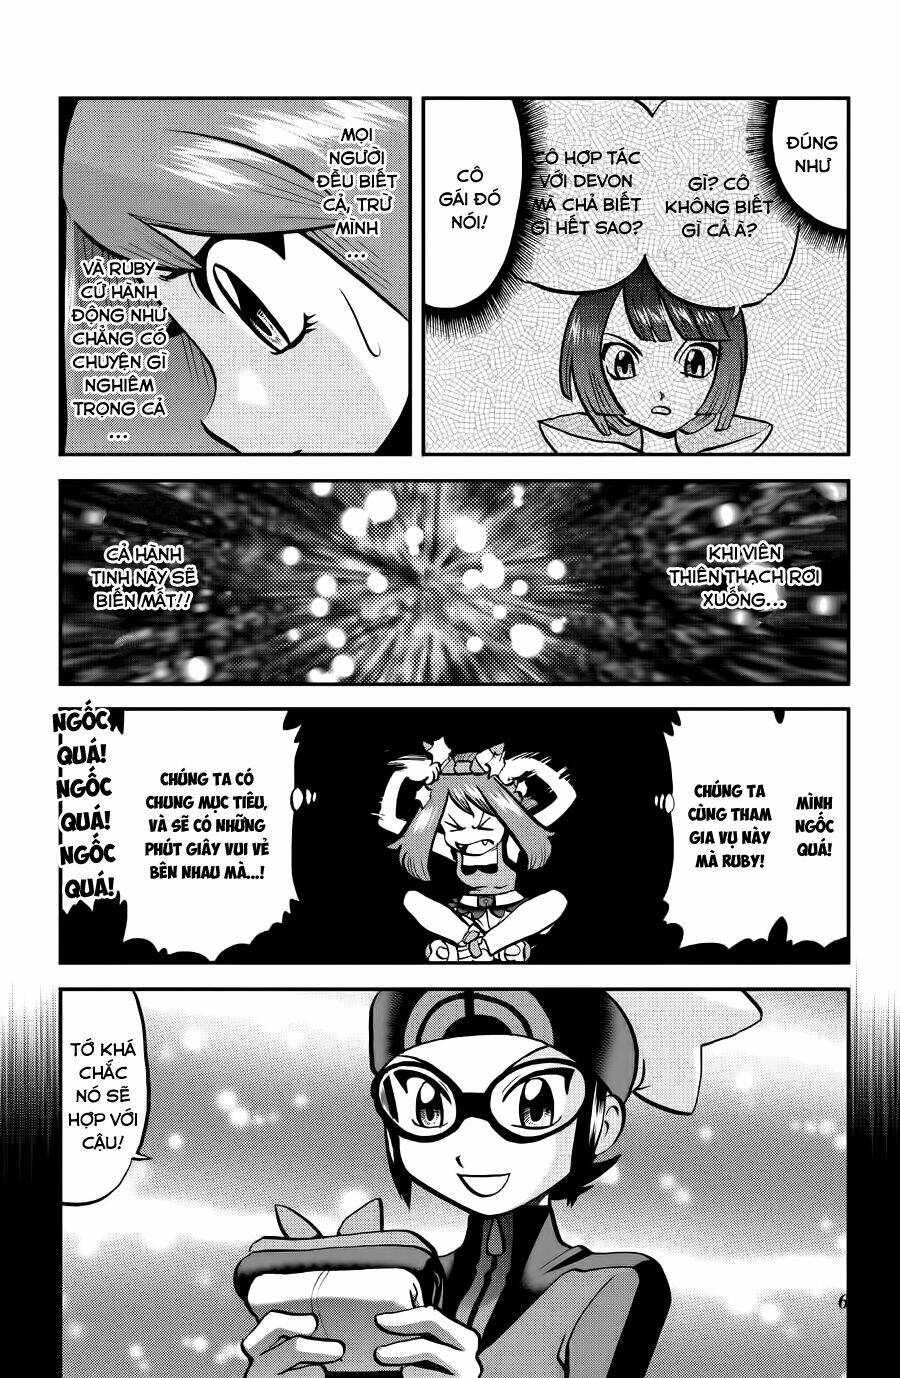 ĐÚNG
NHƯ
GÌ? CÔ
KHÔNG BIẾT
GÌ CẢ À?
CÔ HỢP TÁC
VỚI DEVON
MÀ CHẢ BIẾT
GÌ HẾT SAO?
CÔ
GÁI ĐÓ
NÓI!
MỌI
NGƯỜI
ĐỀU BIẾT
CẢ, TRỪ
MÌNH
...
VÀ RUBY
CỨ HÀNH
ĐỘNG NHƯ
CHẲNG CÓ
CHUYỆN GÌ
NGHIÊM
TRỌNG CẢ
...
KHI VIÊN
THIÊN THẠCH RƠI
XUỐNG...
CẢ HÀNH
TINH NÀY SẼ
BIẾN MẤT!!
MÌNH
NGỐC
QUÁ!
CHÚNG TA
CÙNG THAM
GIA VỤ NÀY
MÀ RUBY!
CHÚNG TA CÓ
CHUNG MỤC TIÊU,
VÀ SẼ CÓ NHỮNG
PHÚT GIÂY VUI VẺ
BÊN NHAU MÀ...!
NGỐC
QUÁ!
NGỐC
QUÁ!
NGỐC
QUÁ!
TỚ KHÁ
CHẮC
NÓ SẼ
HỢP VỚI
CẬU!
6